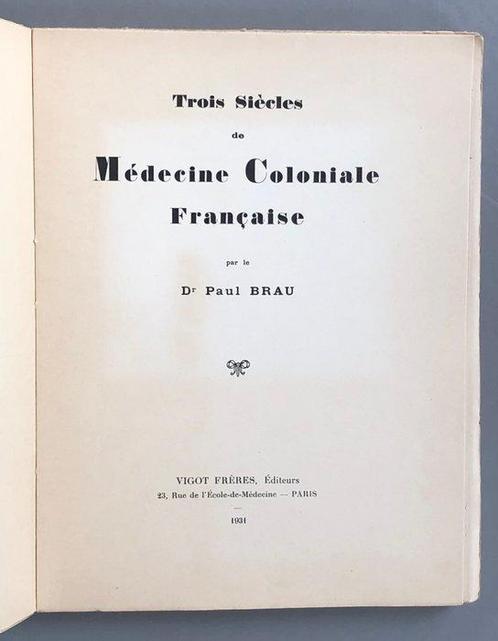 Trois Siècles
de
Médecine Coloniale
Française
par le
Dr Paul BRAU
VIGOT FRÈRES, Éditeurs
23, Rue de l'École-de-Médecine — PARIS
—
1931